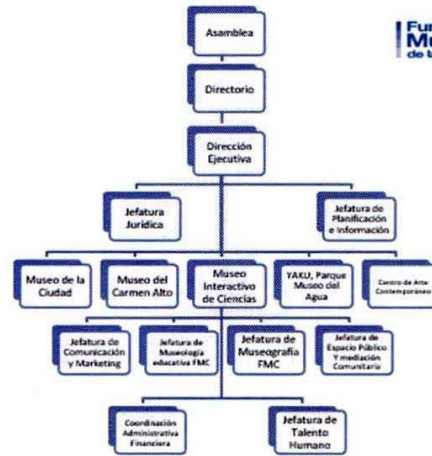 Asamblea
Fun
Mu
de la
Directorio
Dirección
Ejecutiva
Jefatura
Jurídica
Jefatura de
Planificación
e Información
Museo de la
Ciudad
Museo del
Carmen Alto
Museo
Interactivo
de Ciencias
YAKU, Parque
Museo del
Agua
Centro de Arte
Contemporáneo
Jefatura de
Comunicación
y Marketing
Jefatura de
Museología
educativa FMC
Jefatura de
Museografía
FMC
Jefatura de
Espacio Público
Y mediación
Comunitaria
Coordinación
Administrativa
Financiera
Jefatura de
Talento
Humano